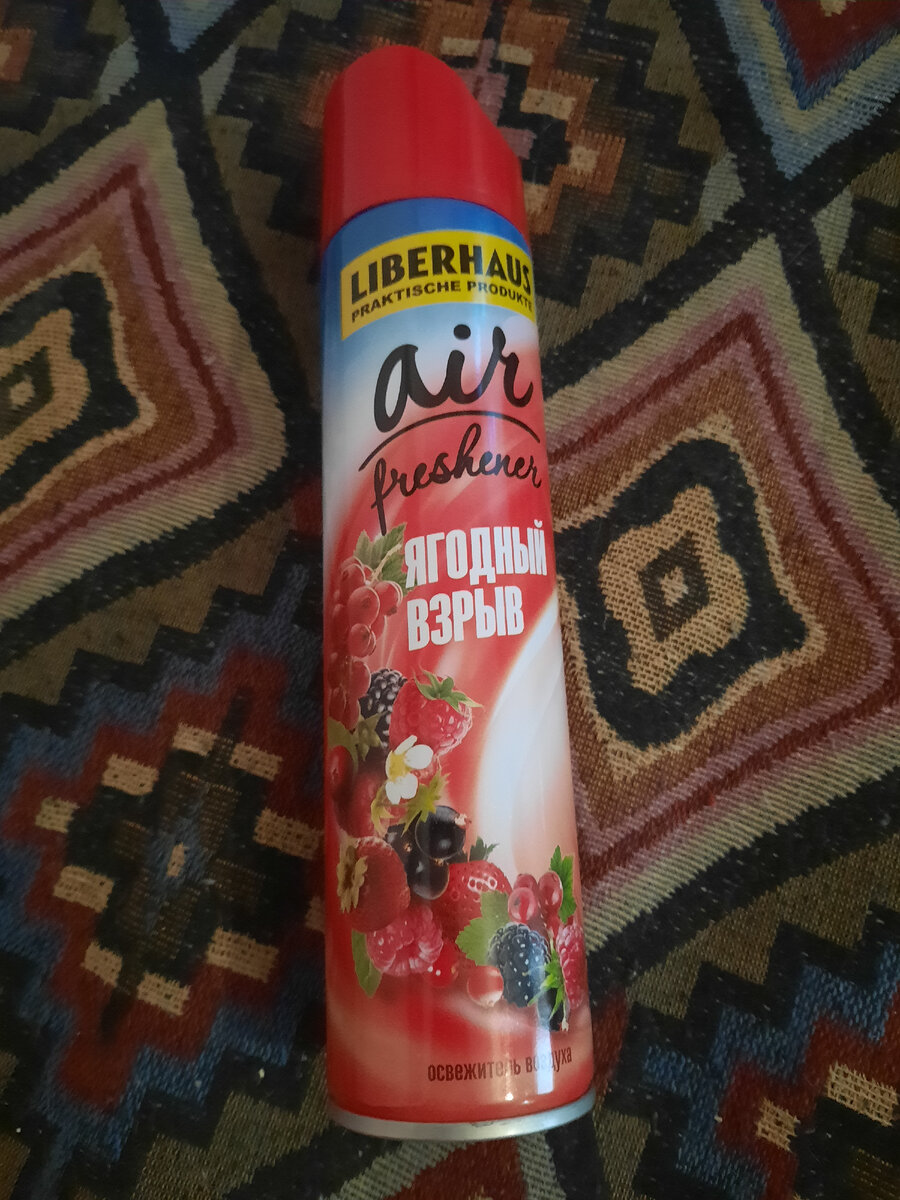 LIBERHAUS
PRAKTISCHE PRODUKTE
air
freshener
ЯГОДНЫЙ
ВЗРЫВ
освежитель воздуха